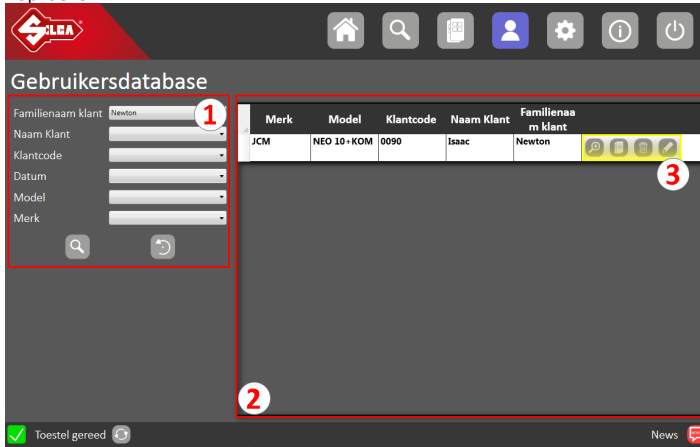 SILCA
Gebruikersdatabase
Familienaam klant Newton 1
Naam Klant
Klantcode
Datum
Model
Merk
Merk Model Klantcode Naam Klant Familienaa
m klant
JCM NEO 10+KOM 0090 Isaac Newton
3
2
Toestel gereed News